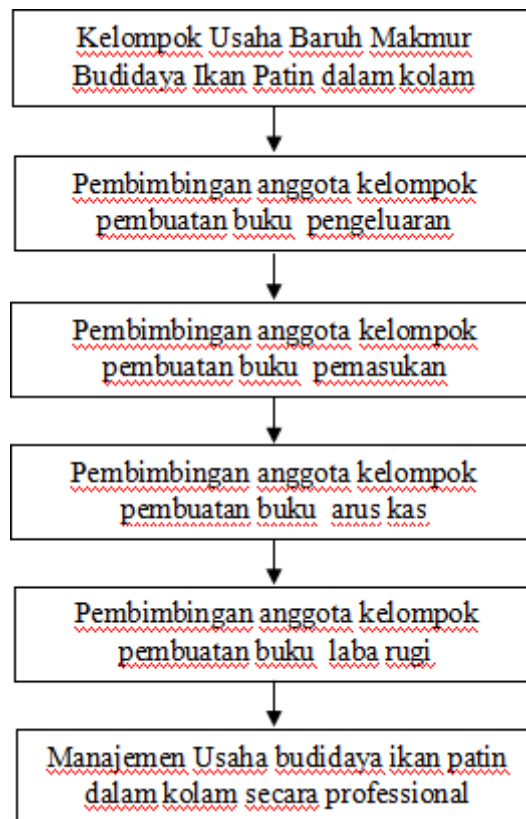 Kelompok Usaha Baruh Makmur
Budidaya Ikan Patin dalam kolam
Pembimbingan anggota kelompok
pembuatan buku pengeluaran
Pembimbingan anggota kelompok
pembuatan buku pemasukan
Pembimbingan anggota kelompok
pembuatan buku arus kas
Pembimbingan anggota kelompok
pembuatan buku laba rugi
Manajemen Usaha budidaya ikan patin
dalam kolam secara professional